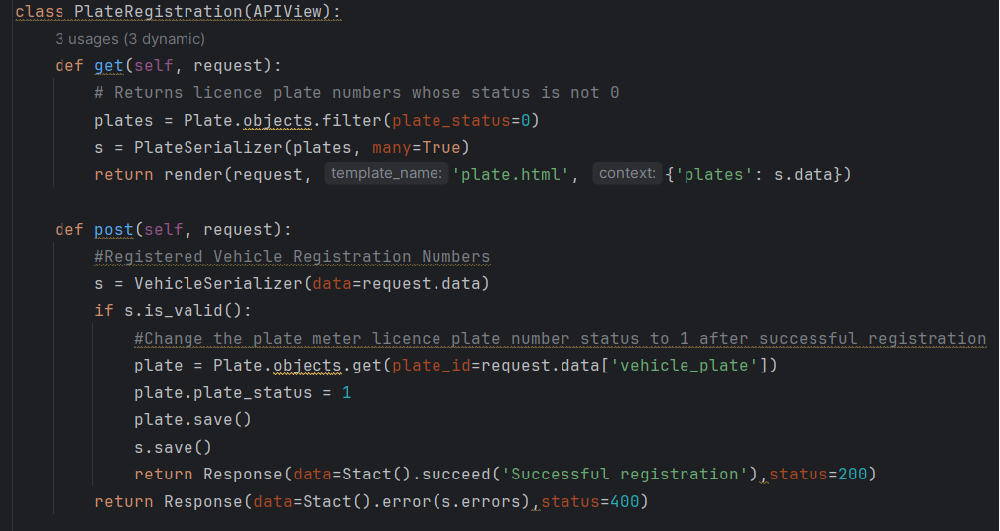 class PlateRegistration(APIView):
3 usages (3 dynamic)
def get(self, request):
# Returns licence plate numbers whose status is not 0
plates = Plate.objects.filter(plate_status=0)
s = PlateSerializer(plates, many=True)
return render(request, template_name: 'plate.html', context: {'plates': s.data})
def post(self, request):
#Registered Vehicle Registration Numbers
s = VehicleSerializer(data=request.data)
if s.is_valid():
#Change the plate meter licence plate number status to 1 after successful registration
plate = Plate.objects.get(plate_id=request.data['vehicle_plate'])
plate.plate_status = 1
plate.save()
s.save()
return Response(data=Stact().succeed('Successful registration'),status=200)
return Response(data=Stact().error(s.errors),status=400)